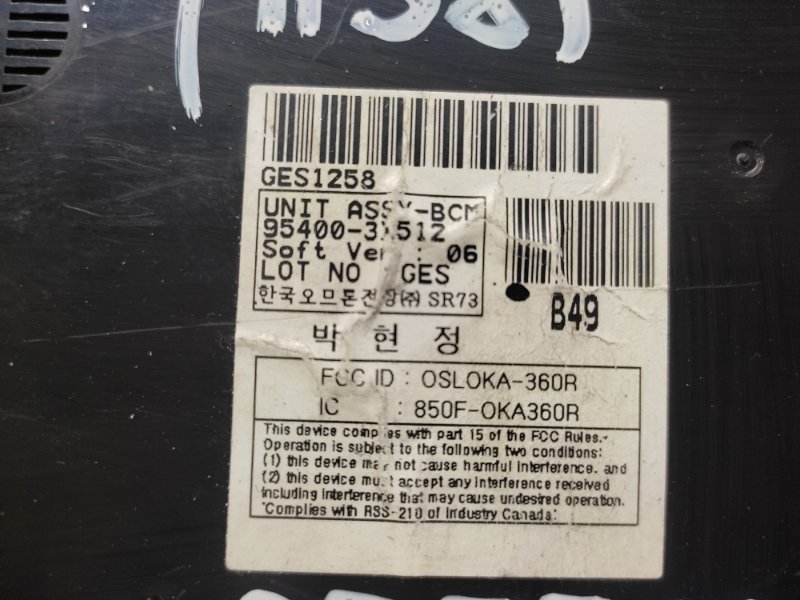 GES1258
UNIT ASSY-BCM
95400-3X512
Soft Ver : 06
LOT NO GES
한국오므론전장㈜ SR73
B49
박 현 정
FCC ID : OSLOKA-360R
IC : 850F-OKA360R
This device complies with part 15 of the FCC Rules.
Operation is subject to the following two conditions:
(1) this device may not cause harmful interference, and
(2) this device must accept any interference received
including interference that may cause undesired operation.
"Complies with RSS-210 of Industry Canada."